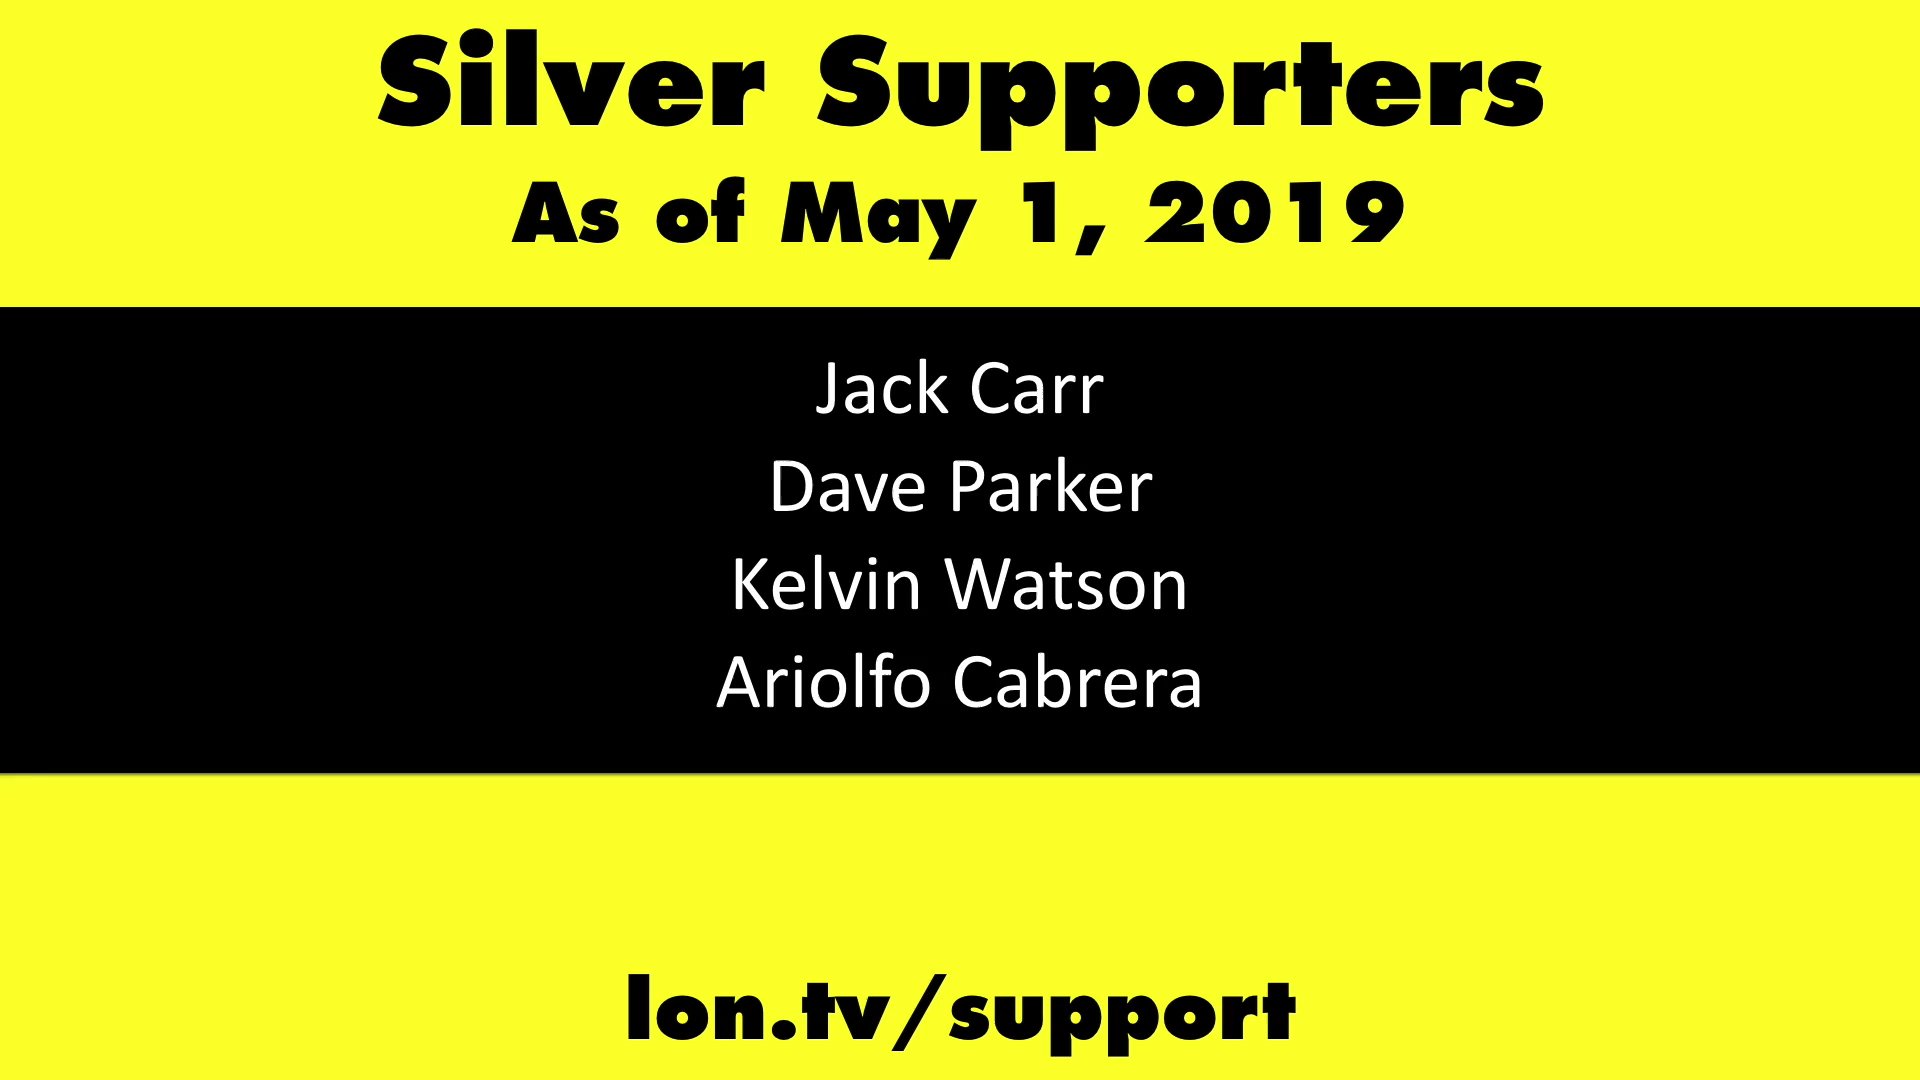 Silver Supporters
As of May 1, 2019
Jack Carr
Dave Parker
Kelvin Watson
Ariolfo Cabrera
lon.tv/support